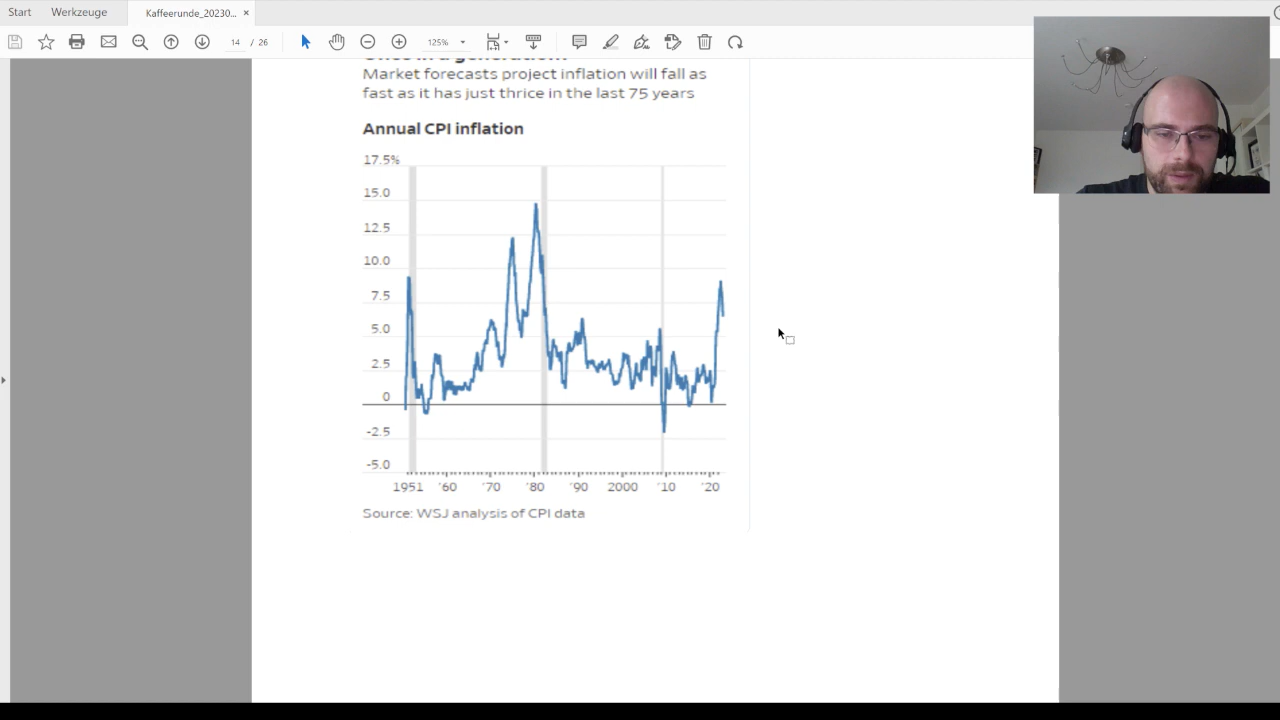 Start Werkzeuge Kaffeerunde_20230... ×
14 / 26 125%
Once in a generation?
Market forecasts project inflation will fall as
fast as it has just thrice in the last 75 years
Annual CPI inflation
17.5%
15.0
12.5
10.0
7.5
5.0
2.5
0
-2.5
-5.0
1951 '60 '70 '80 '90 2000 '10 '20
Source: WSJ analysis of CPI data